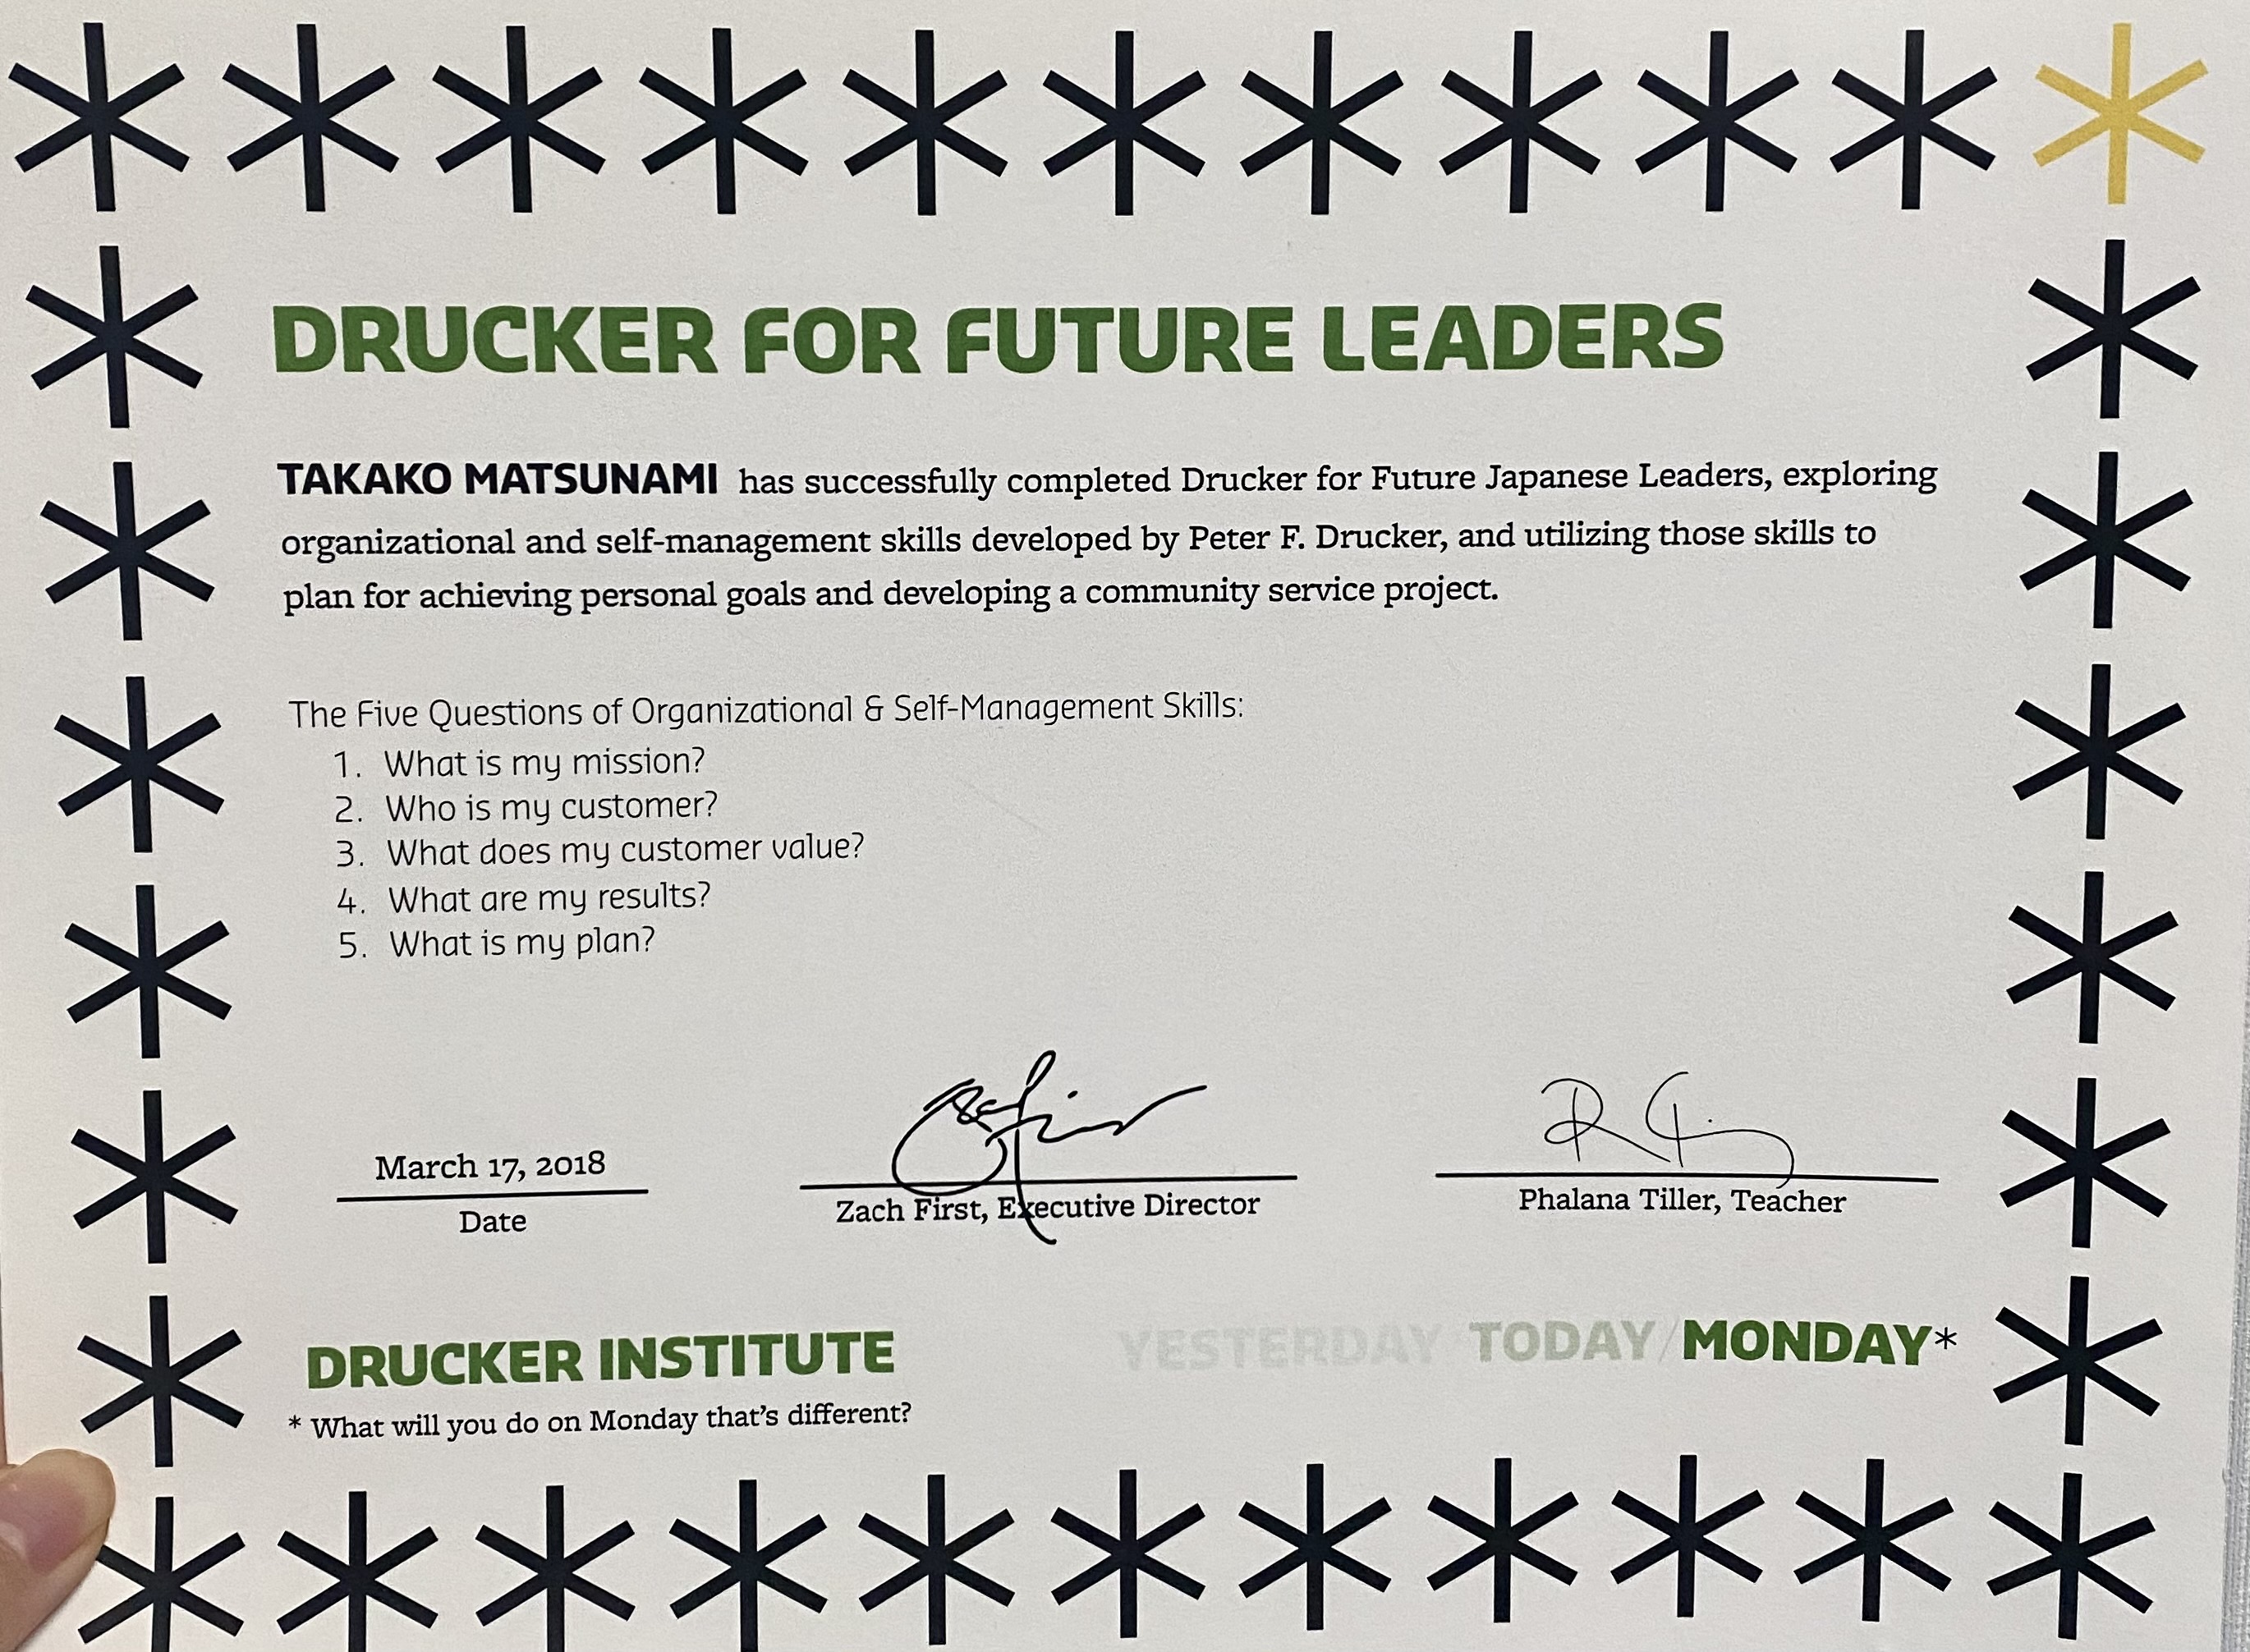 DRUCKER FOR FUTURE LEADERS
TAKAKO MATSUNAMI has successfully completed Drucker for Future Japanese Leaders, exploring
organizational and self-management skills developed by Peter F. Drucker, and utilizing those skills to
plan for achieving personal goals and developing a community service project.
The Five Questions of Organizational & Self-Management Skills:
1. What is my mission?
2. Who is my customer?
3. What does my customer value?
4. What are my results?
5. What is my plan?
March 17, 2018
Date
Zach First, Executive Director
Phalana Tiller, Teacher
DRUCKER INSTITUTE
YESTERDAY TODAY/MONDAY*
* What will you do on Monday that's different?